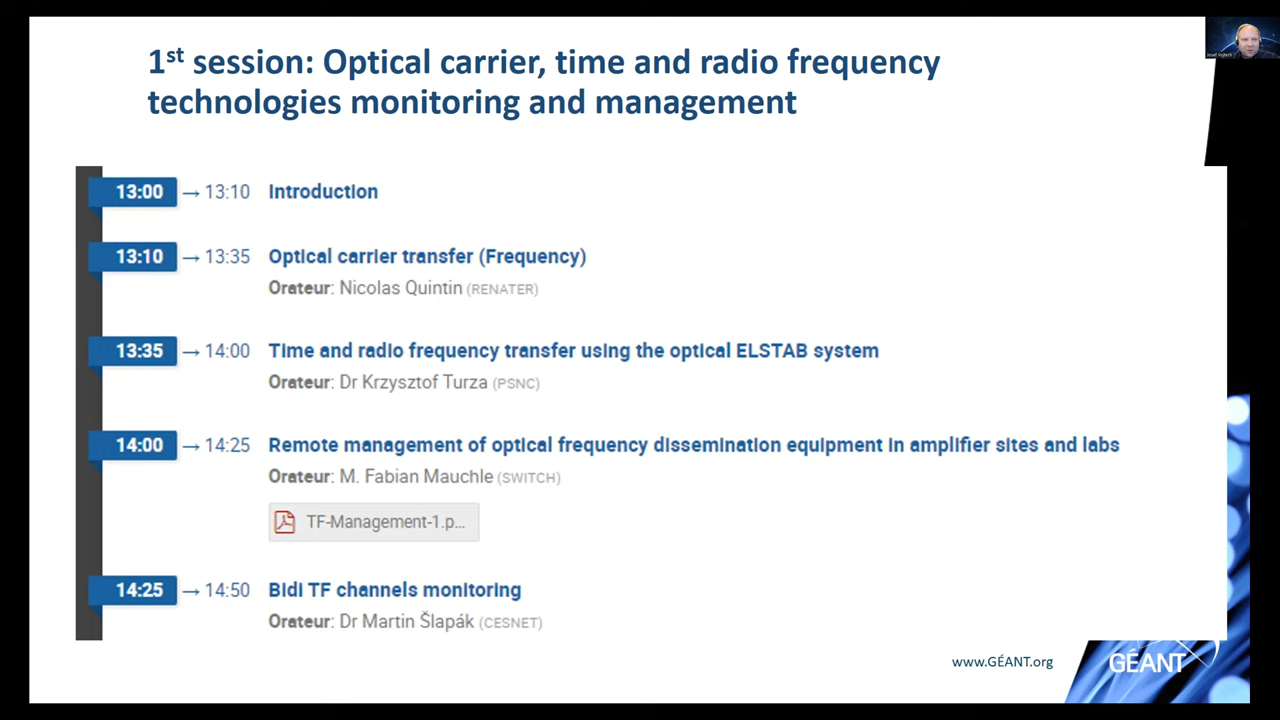 1st session: Optical carrier, time and radio frequency
technologies monitoring and management
13:00 → 13:10 Introduction
13:10 → 13:35 Optical carrier transfer (Frequency)
Orateur: Nicolas Quintin (RENATER)
13:35 → 14:00 Time and radio frequency transfer using the optical ELSTAB system
Orateur: Dr Krzysztof Turza (PSNC)
14:00 → 14:25 Remote management of optical frequency dissemination equipment in amplifier sites and labs
Orateur: M. Fabian Mauchle (SWITCH)
TF-Management-1.p...
14:25 → 14:50 Bidi TF channels monitoring
Orateur: Dr Martin Šlapák (CESNET)
www.GÉANT.org
GÉANT